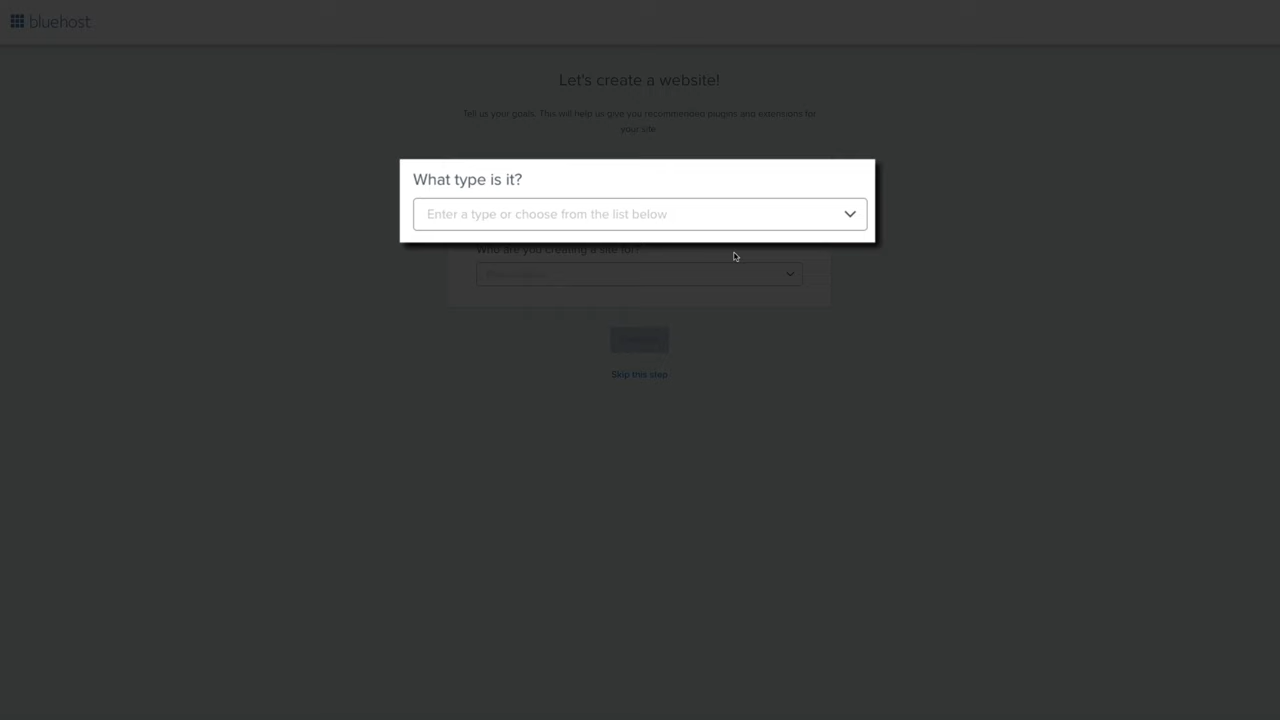 bluehost
Let's create a website!
Tell us your goals. This will help us give you recommended plugins and extensions for
your site.
What type is it?
Enter a type or choose from the list below
Who are you creating a site for?
Skip this step